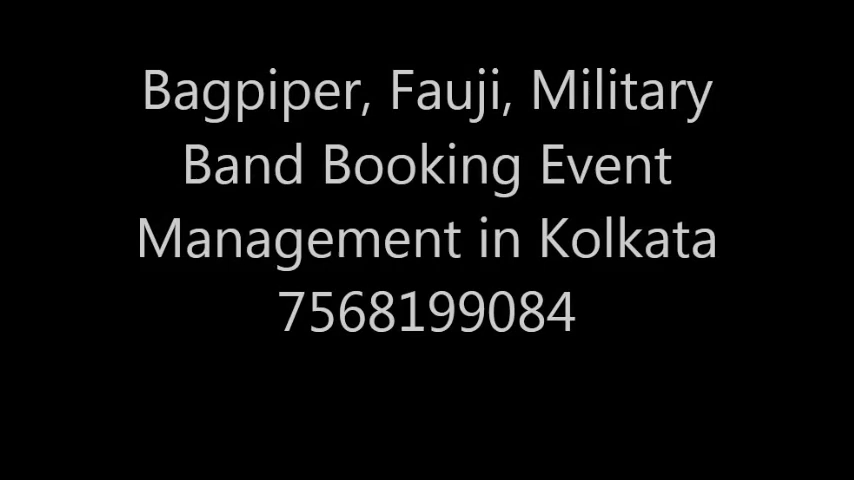 Bagpiper, Fauji, Military
Band Booking Event
Management in Kolkata
7568199084